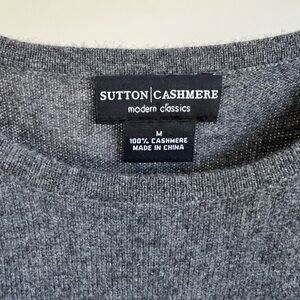 SUTTON|CASHMERE
modern classics
M
100% CASHMERE
MADE IN CHINA